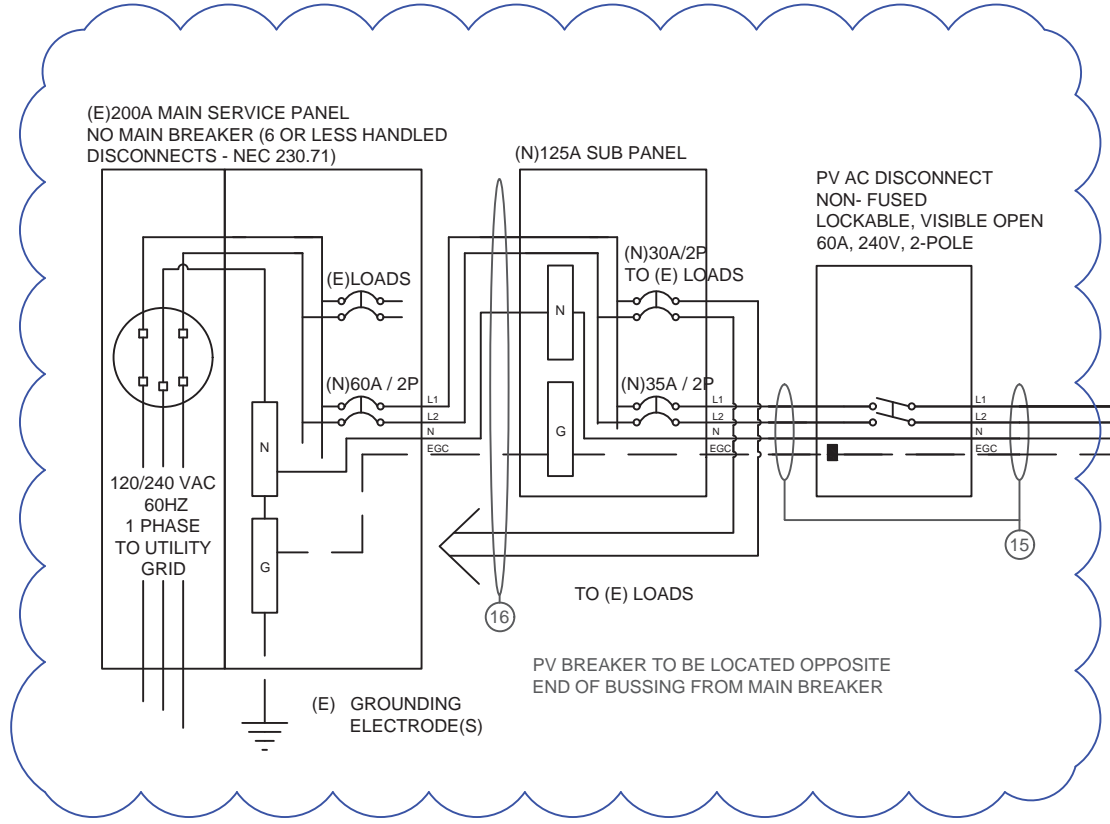 (E)200A MAIN SERVICE PANEL
NO MAIN BREAKER (6 OR LESS HANDLED
DISCONNECTS - NEC 230.71)
(N)125A SUB PANEL
PV AC DISCONNECT
NON- FUSED
LOCKABLE, VISIBLE OPEN
60A, 240V, 2-POLE
(E)LOADS
(N)30A/2P
TO (E) LOADS
N
(N)60A / 2P
(N)35A / 2P
L1
L2
N
EGC
L1
L2
N
EGC
L1
L2
N
EGC
N
G
G
120/240 VAC
60HZ
1 PHASE
TO UTILITY
GRID
15
16
TO (E) LOADS
PV BREAKER TO BE LOCATED OPPOSITE
END OF BUSSING FROM MAIN BREAKER
(E) GROUNDING
ELECTRODE(S)